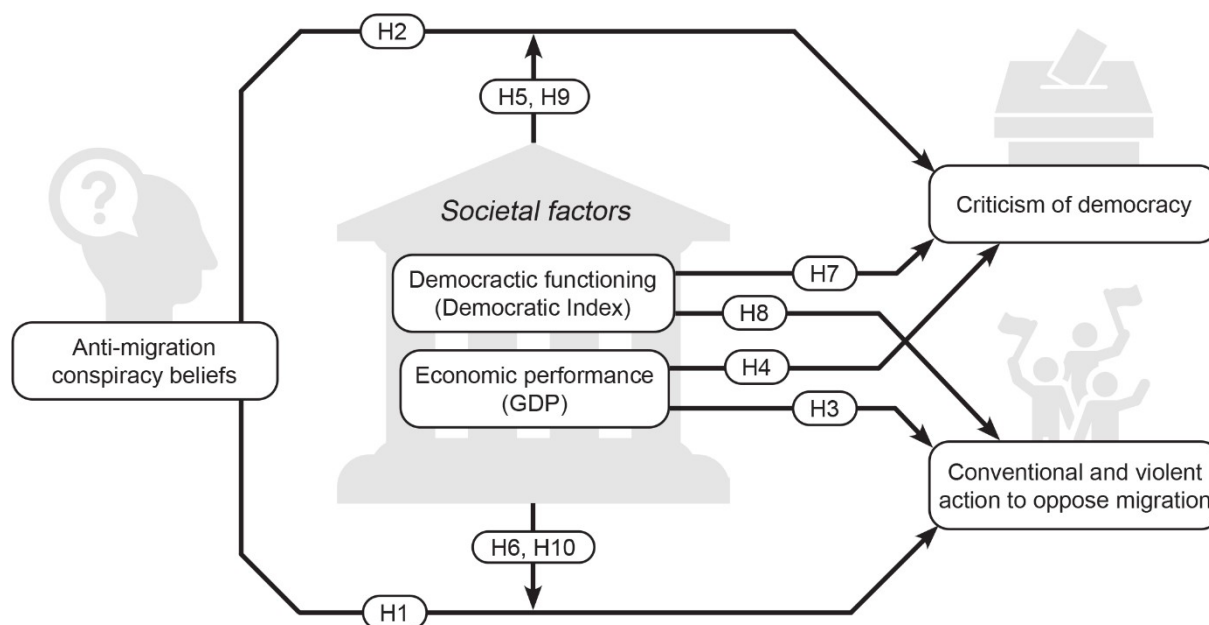 H2
H5, H9
Societal factors
Criticism of democracy
Democractic functioning
(Democratic Index)
H7
H8
Anti-migration
conspiracy beliefs
Economic performance
(GDP)
H4
H3
Conventional and violent
action to oppose migration
H6, H10
H1